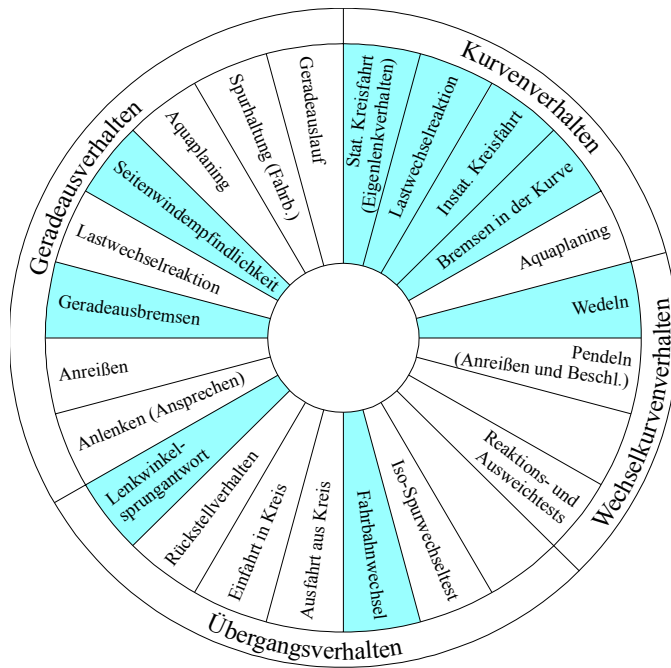 Kurvenverhalten
Stat. Kreisfahrt
(Eigenlenkverhalten)
Lastwechselreaktion
Instat. Kreisfahrt
Bremsen in der Kurve
Aquaplaning
Wechselkurvenverhalten
Wedeln
Pendeln
(Anreißen und Beschl.)
Reaktions- und
Ausweichtests
Übergangsverhalten
Iso-Spurwechseltest
Fahrbahnwechsel
Ausfahrt aus Kreis
Einfahrt in Kreis
Rückstellverhalten
Lenkwinkel-
sprungantwort
Geradeausverhalten
Anlenken (Ansprechen)
Anreißen
Geradeausbremsen
Lastwechselreaktion
Seitenwindempfindlichkeit
Aquaplaning
Spurhaltung (Fahrb.)
Geradeauslauf